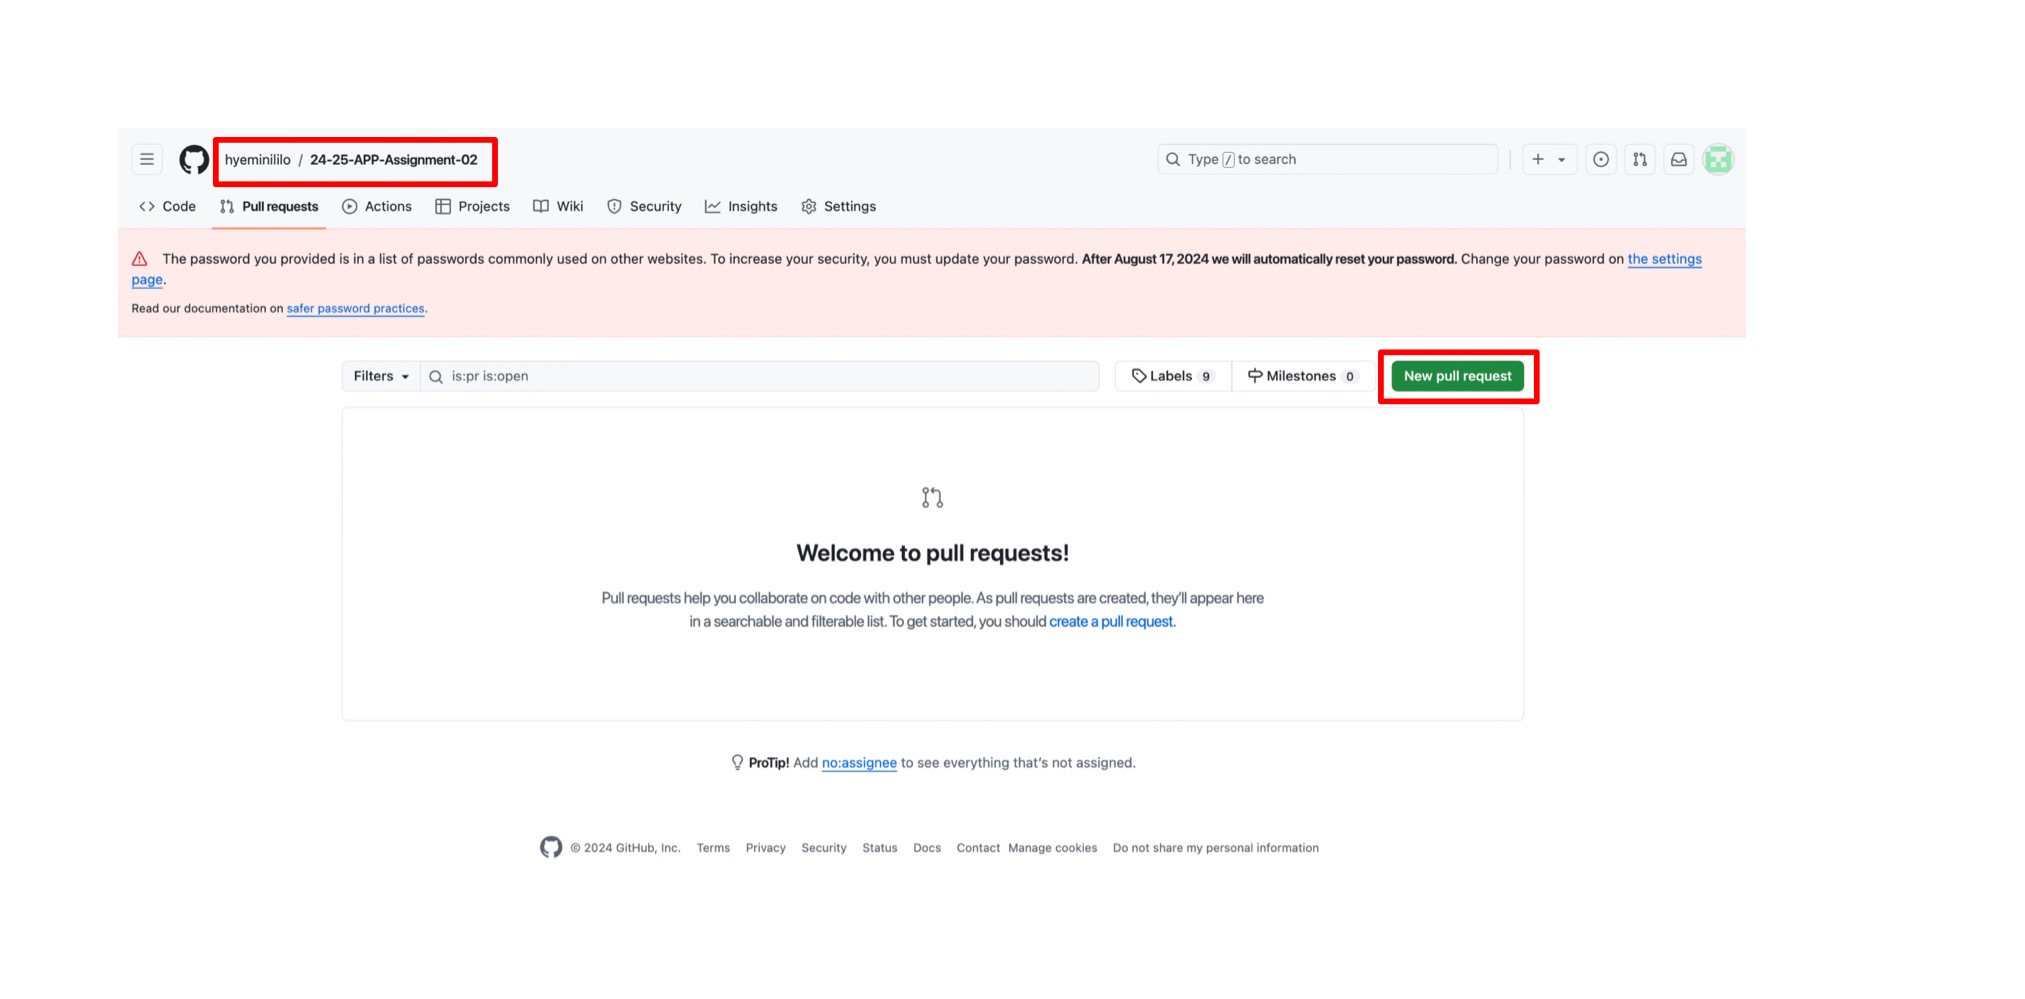 hyeminililo / 24-25-APP-Assignment-02
Type / to search
Code Pull requests Actions Projects Wiki Security Insights Settings
The password you provided is in a list of passwords commonly used on other websites. To increase your security, you must update your password. After August 17, 2024 we will automatically reset your password. Change your password on the settings
page.
Read our documentation on safer password practices.
Filters is:pr is:open Labels 9 Milestones 0 New pull request
Welcome to pull requests!
Pull requests help you collaborate on code with other people. As pull requests are created, they'll appear here
in a searchable and filterable list. To get started, you should create a pull request.
ProTip! Add no:assignee to see everything that's not assigned.
© 2024 GitHub, Inc. Terms Privacy Security Status Docs Contact Manage cookies Do not share my personal information